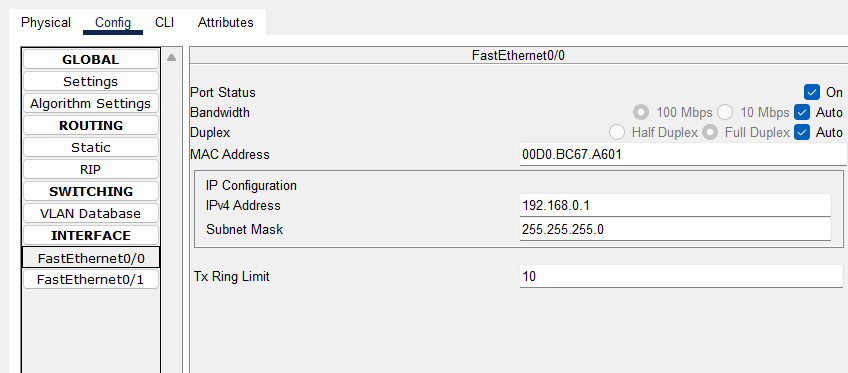 Physical Config CLI Attributes
GLOBAL
Settings
Algorithm Settings
ROUTING
Static
RIP
SWITCHING
VLAN Database
INTERFACE
FastEthernet0/0
FastEthernet0/1
FastEthernet0/0
Port Status On
Bandwidth 100 Mbps 10 Mbps Auto
Duplex Half Duplex Full Duplex Auto
MAC Address 00D0.BC67.A601
IP Configuration
IPv4 Address 192.168.0.1
Subnet Mask 255.255.255.0
Tx Ring Limit 10